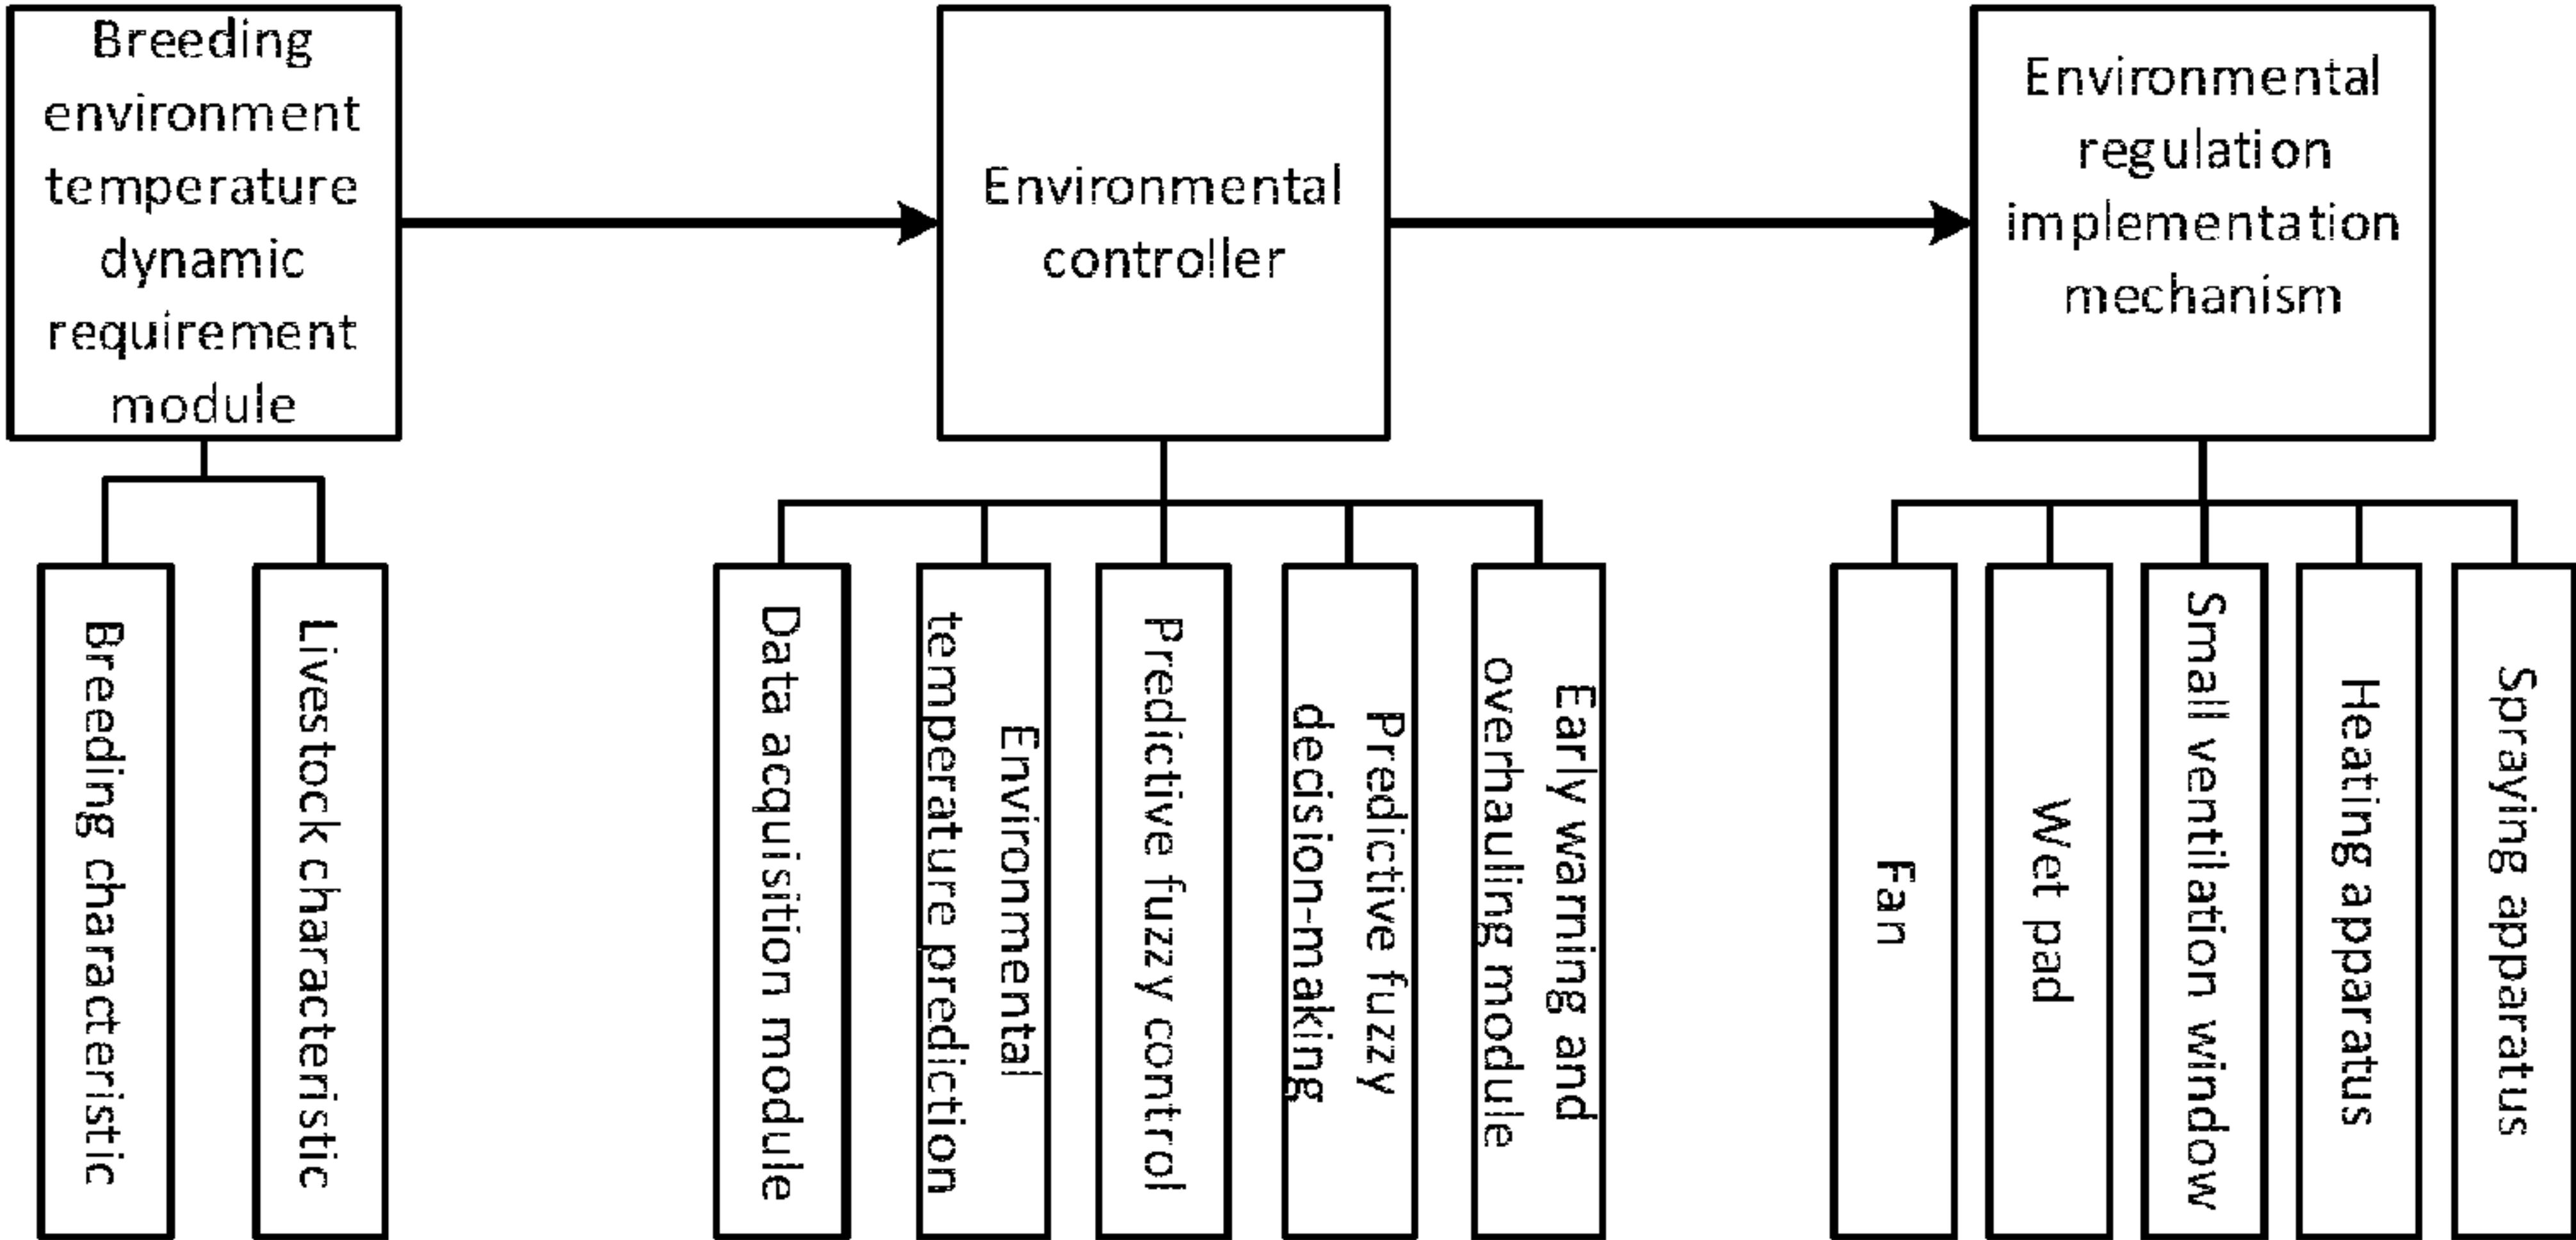 Breeding
environment
temperature
dynamic
requirement
module
Environmental
controller
Environmental
regulation
implementation
mechanism
Breeding characteristic
Livestock characteristic
Data acquisition module
Environmental
temperature prediction
Predictive fuzzy control
Predictive fuzzy
decision-making
Early warning and
overhauling module
Fan
Wet pad
Small ventilation window
Heating apparatus
Spraying apparatus